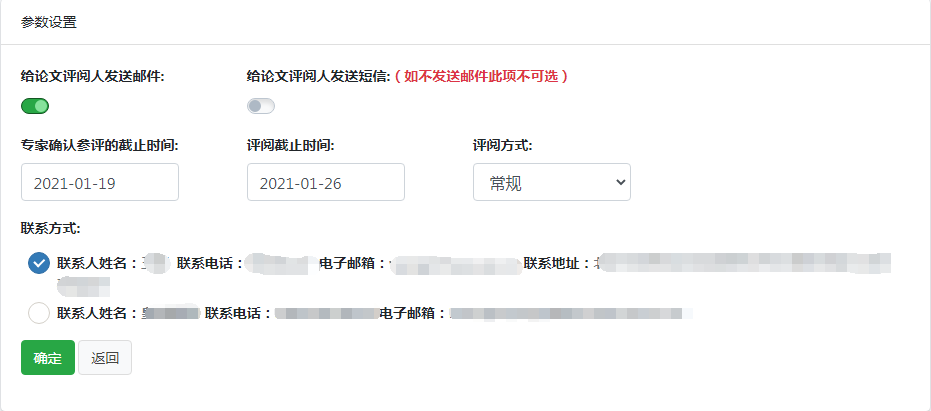 参数设置
给论文评阅人发送邮件: 给论文评阅人发送短信:（如不发送邮件此项不可选）
专家确认参评的截止时间: 评阅截止时间: 评阅方式:
2021-01-19 2021-01-26 常规
联系方式:
联系人姓名： 联系电话： 电子邮箱： 联系地址：
联系人姓名： 联系电话： 电子邮箱：
确定 返回